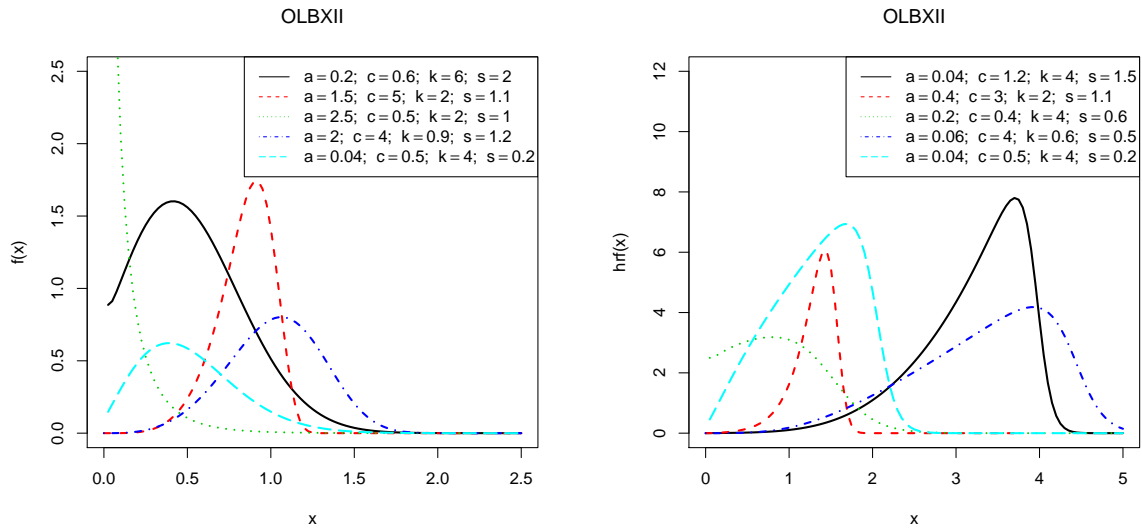 OLBXII
a=0.2; c=0.6; k=6; s=2
a=1.5; c=5; k=2; s=1.1
a=2.5; c=0.5; k=2; s=1
a=2; c=4; k=0.9; s=1.2
a=0.04; c=0.5; k=4; s=0.2
f(x)
2.5
2.0
1.5
1.0
0.5
0.0
0.0 0.5 1.0 1.5 2.0 2.5
x
OLBXII
a=0.04; c=1.2; k=4; s=1.5
a=0.4; c=3; k=2; s=1.1
a=0.2; c=0.4; k=4; s=0.6
a=0.06; c=4; k=0.6; s=0.5
a=0.04; c=0.5; k=4; s=0.2
hrf(x)
12
10
8
6
4
2
0
0 1 2 3 4 5
x